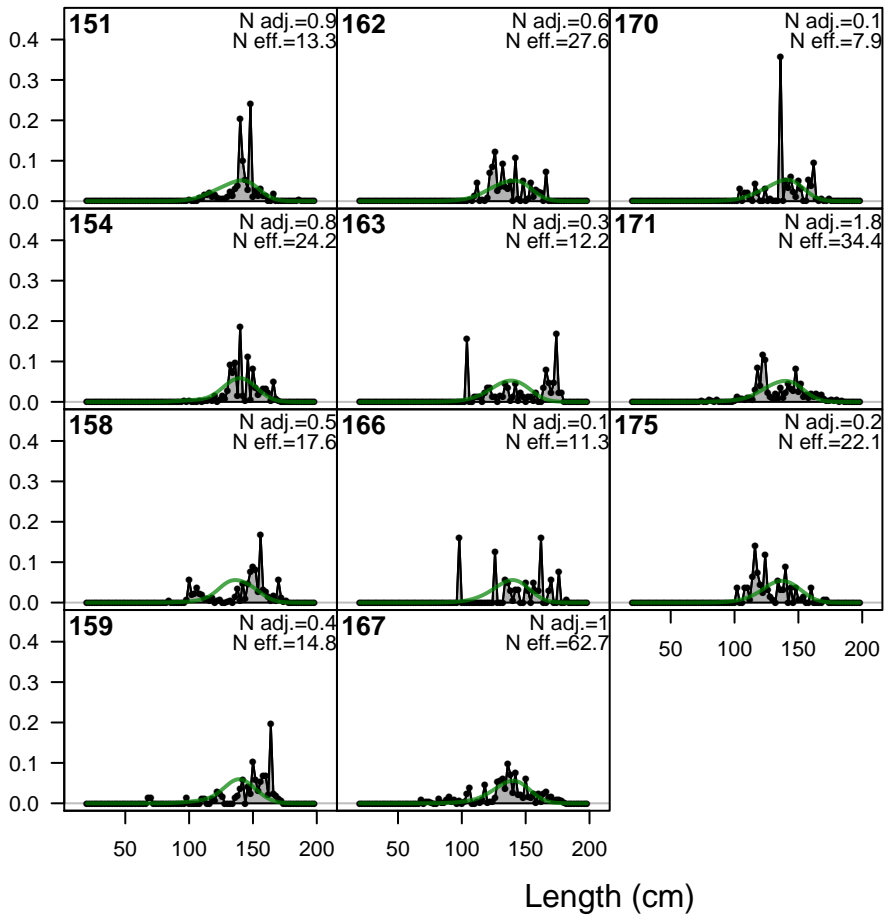 151 N adj.=0.9
N eff.=13.3
162 N adj.=0.6
N eff.=27.6
170 N adj.=0.1
N eff.=7.9
0.4
0.3
0.2
0.1
0.0
154 N adj.=0.8
N eff.=24.2
163 N adj.=0.3
N eff.=12.2
171 N adj.=1.8
N eff.=34.4
0.4
0.3
0.2
0.1
0.0
158 N adj.=0.5
N eff.=17.6
166 N adj.=0.1
N eff.=11.3
175 N adj.=0.2
N eff.=22.1
0.4
0.3
0.2
0.1
0.0
159 N adj.=0.4
N eff.=14.8
167 N adj.=1
N eff.=62.7
0.4
0.3
0.2
0.1
0.0
50 100 150 200
50 100 150 200
50 100 150 200
Length (cm)